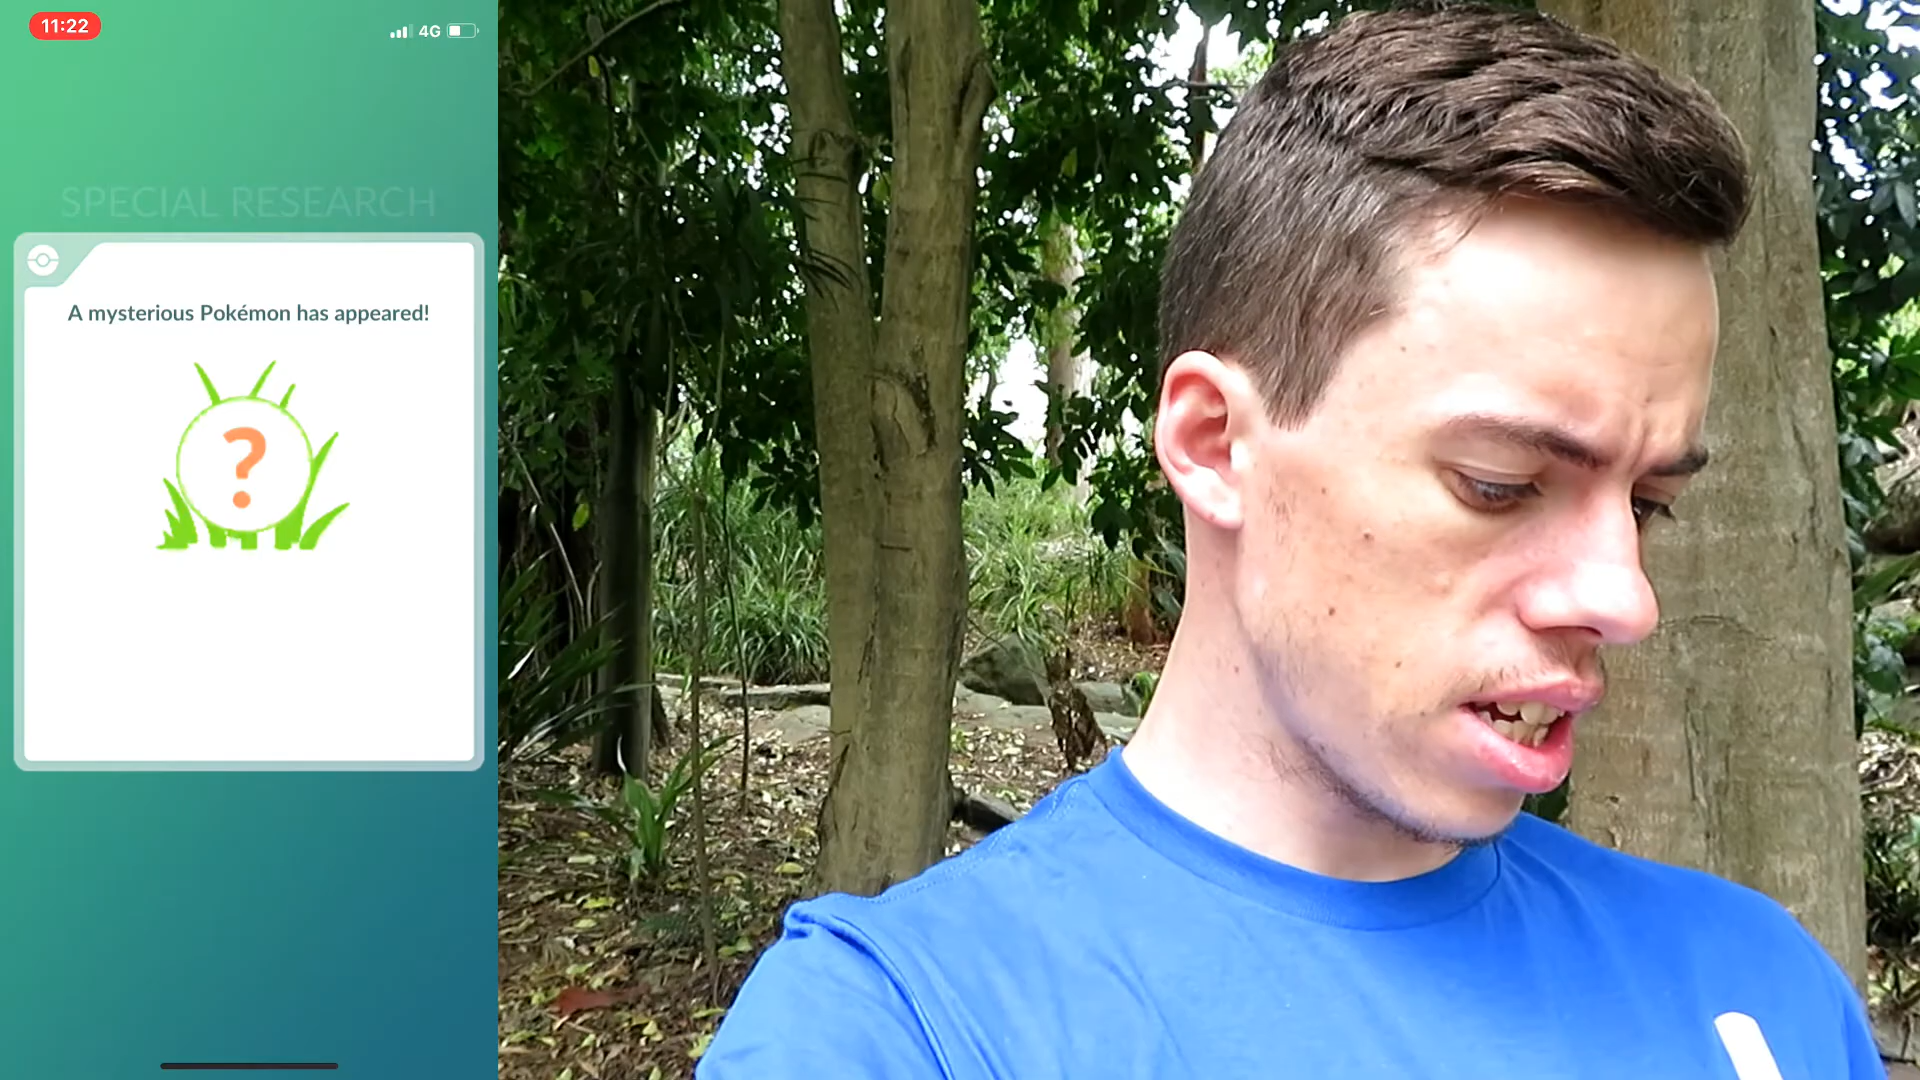 11:22
4G
SPECIAL RESEARCH
A mysterious Pokémon has appeared!
?